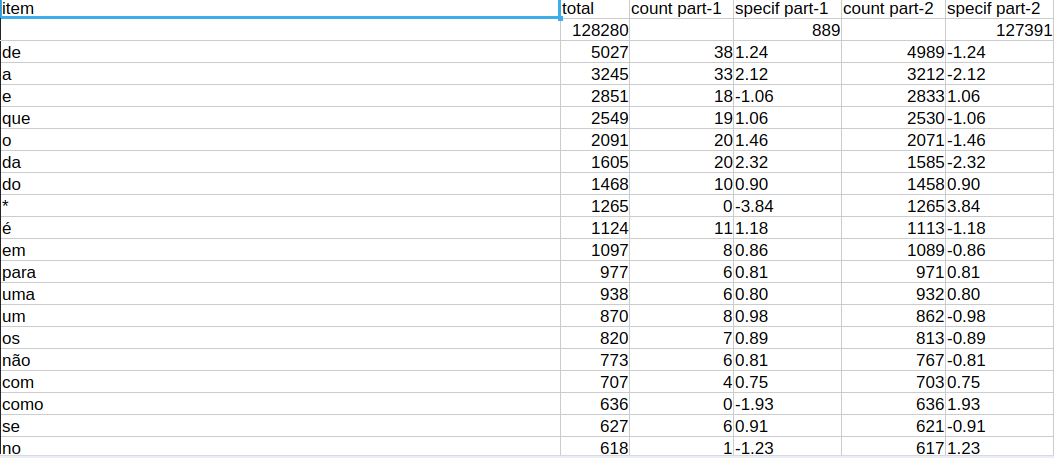 item total count part-1 specif part-1 count part-2 specif part-2
128280 889 127391
de 5027 38 1.24 4989 -1.24
a 3245 33 2.12 3212 -2.12
e 2851 18 -1.06 2833 1.06
que 2549 19 1.06 2530 -1.06
o 2091 20 1.46 2071 -1.46
da 1605 20 2.32 1585 -2.32
do 1468 10 0.90 1458 0.90
* 1265 0 -3.84 1265 3.84
é 1124 11 1.18 1113 -1.18
em 1097 8 0.86 1089 -0.86
para 977 6 0.81 971 0.81
uma 938 6 0.80 932 0.80
um 870 8 0.98 862 -0.98
os 820 7 0.89 813 -0.89
não 773 6 0.81 767 -0.81
com 707 4 0.75 703 0.75
como 636 0 -1.93 636 1.93
se 627 6 0.91 621 -0.91
no 618 1 -1.23 617 1.23